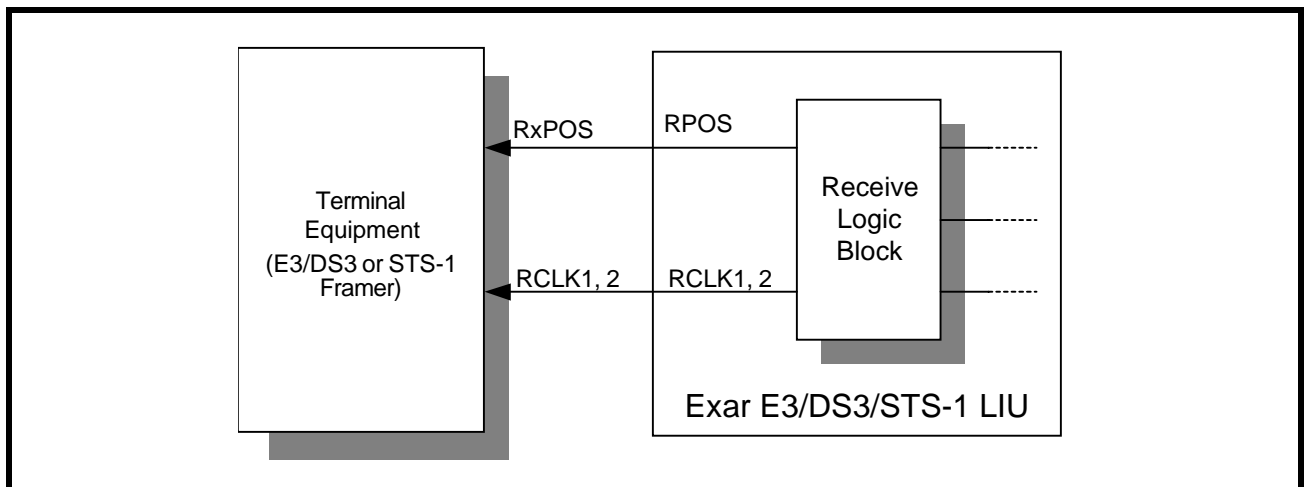 Terminal
Equipment
(E3/DS3 or STS-1
Framer)
RxPOS
RCLK1, 2
RPOS
RCLK1, 2
Receive
Logic
Block
Exar E3/DS3/STS-1 LIU